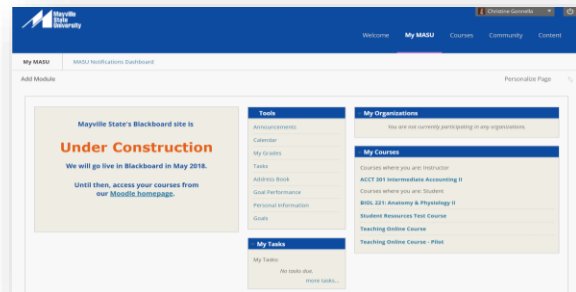 Mayville
State
University
Christine Gonnella
Welcome
My MASU
Courses
Community
Content
My MASU
MASU Notifications Dashboard
Add Module
Personalize Page
Mayville State's Blackboard site is
Under Construction
We will go live in Blackboard in May 2018.
Until then, access your courses from
our Moodle homepage.
Tools
Announcements
Calendar
My Grades
Tasks
Address Book
Goal Performance
Personal Information
Goals
My Tasks
My Tasks
No tasks due.
more tasks...
My Organizations
You are not currently participating in any organizations.
My Courses
Courses where you are: Instructor
ACCT 301 Intermediate Accounting II
Courses where you are: Student
BIOL 221: Anatomy & Physiology II
Student Resources Test Course
Teaching Online Course
Teaching Online Course - Pilot